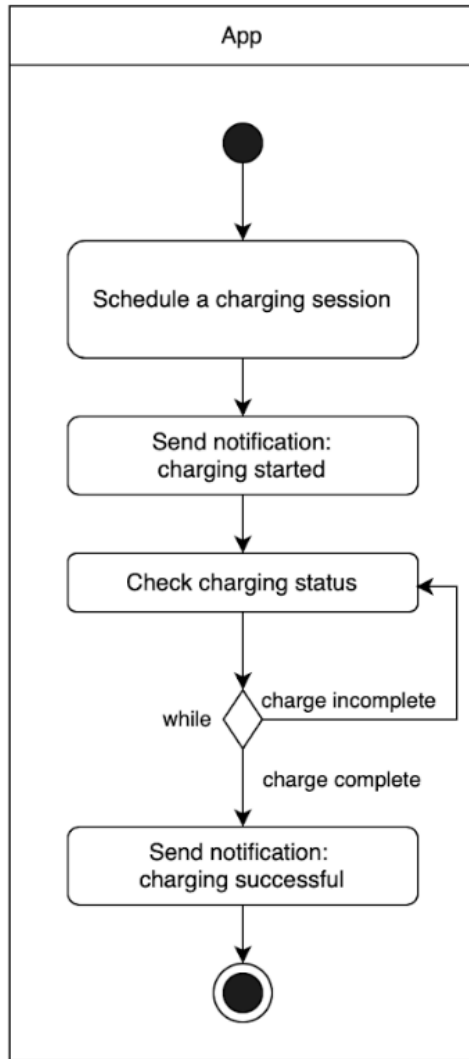 App
Schedule a charging session
Send notification:
charging started
Check charging status
while
charge incomplete
charge complete
Send notification:
charging successful